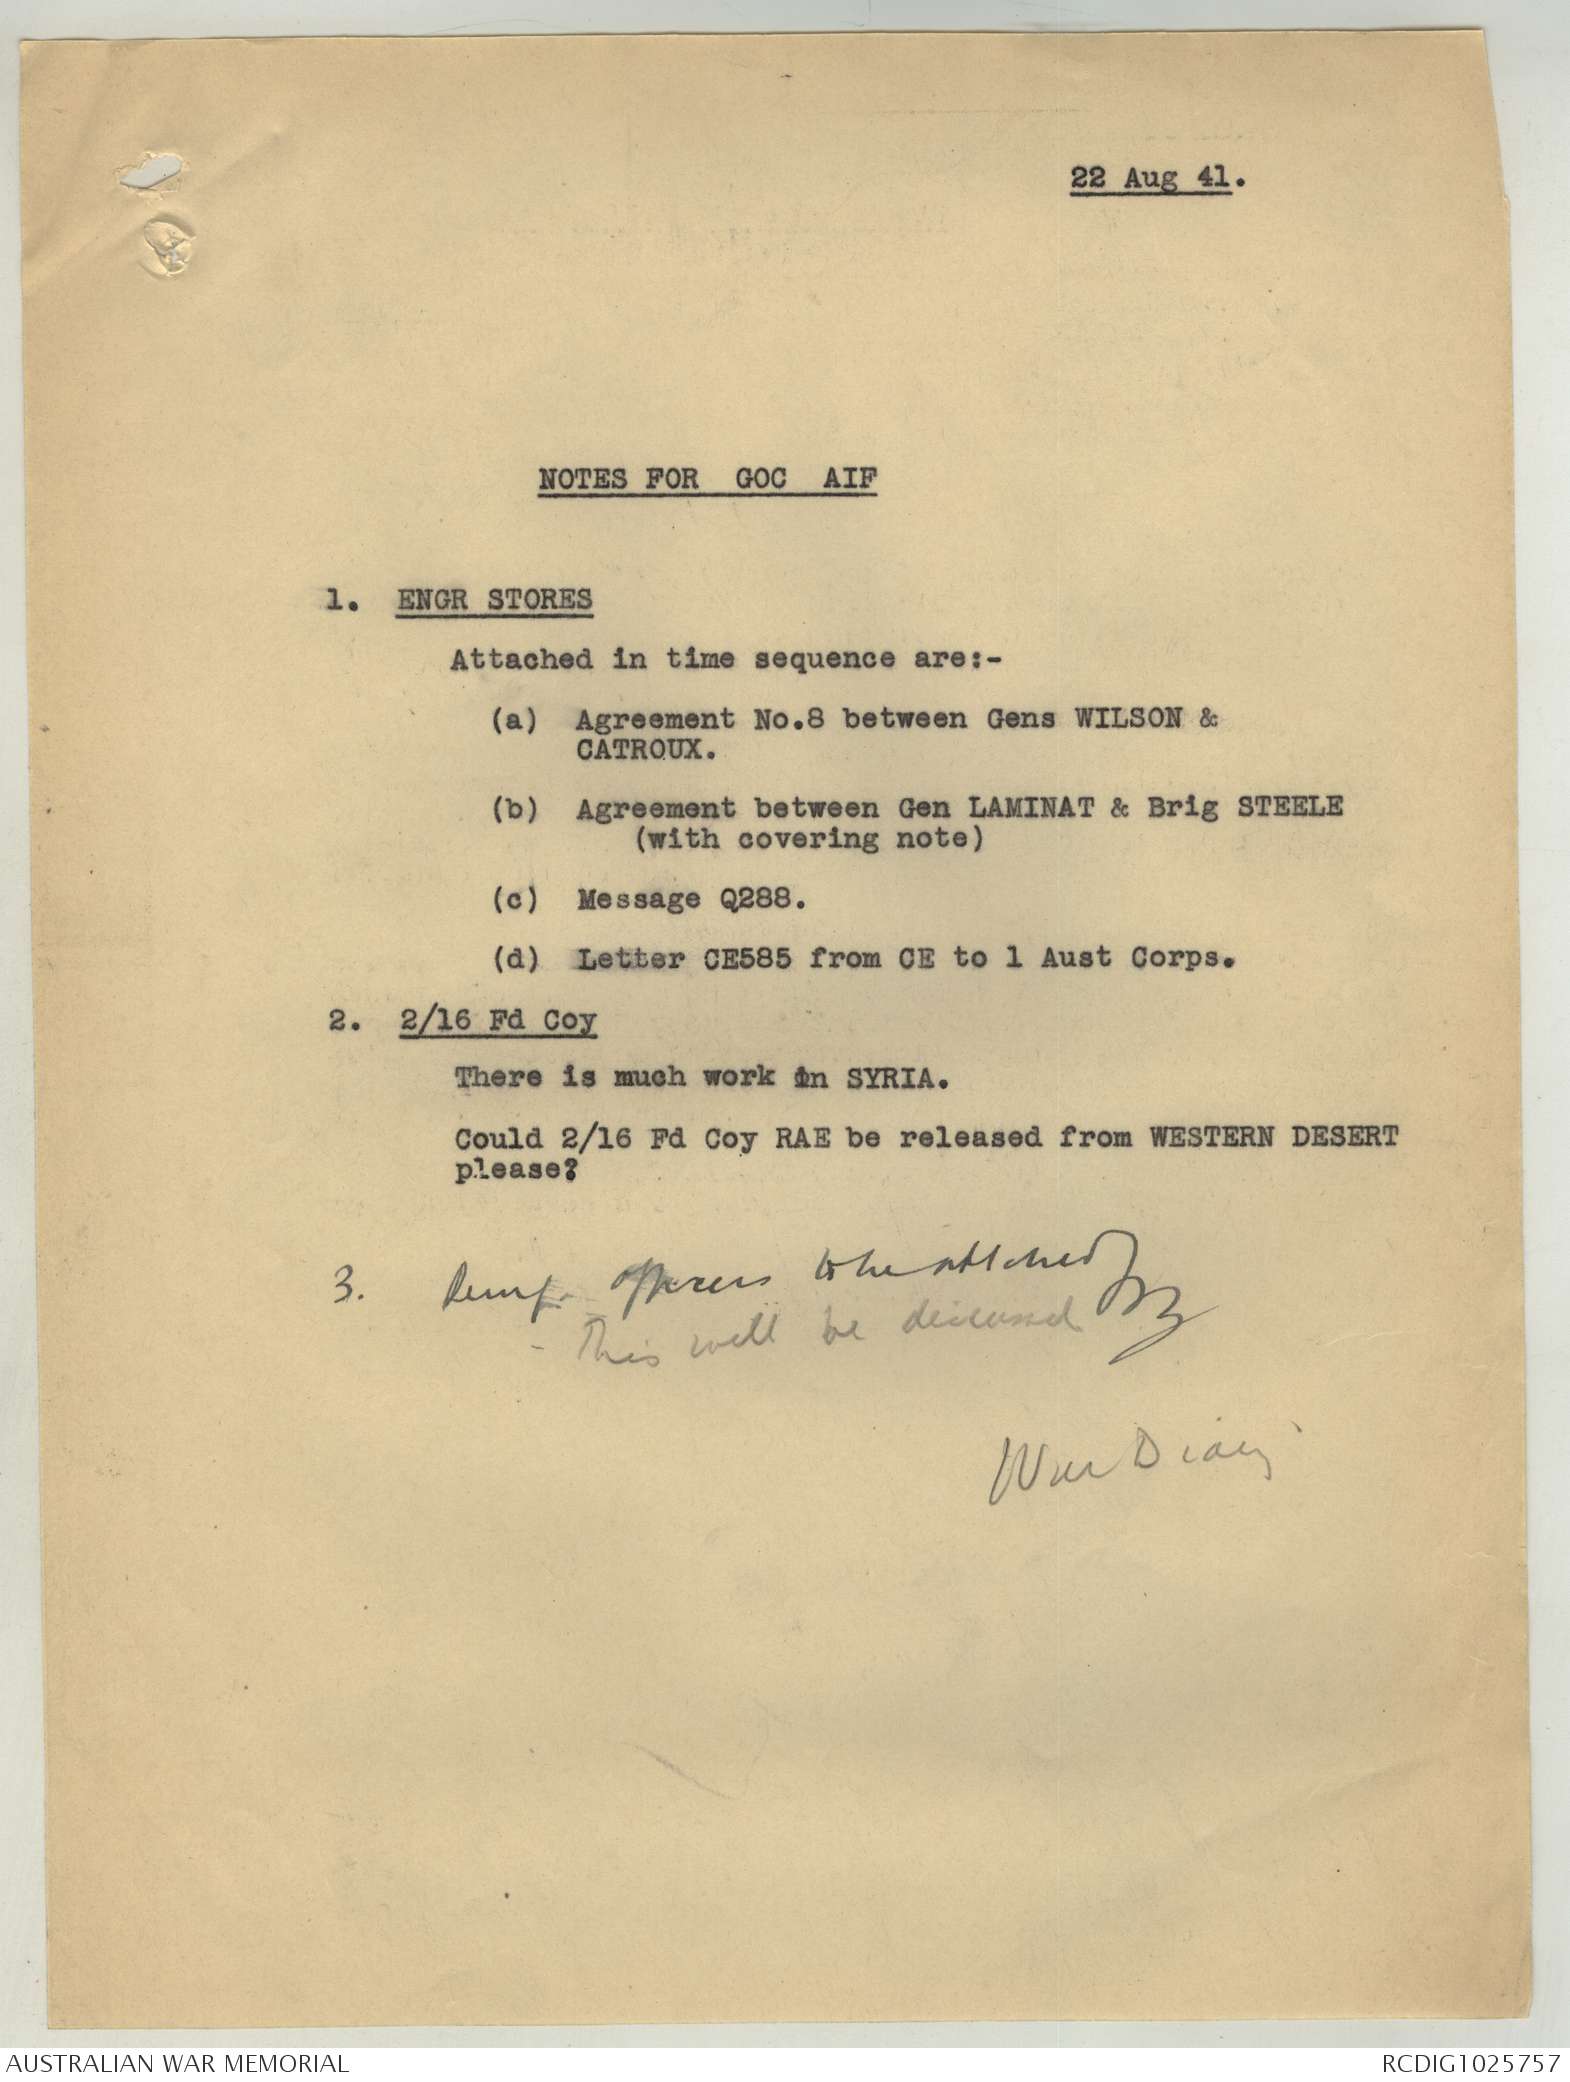 22 Aug 41.
NOTES FOR GOC AIF
1. ENGR STORES
Attached in time sequence are:-
(a) Agreement No.8 between Gens WILSON &
CATROUX.
(b) Agreement between Gen LAMINAT & Brig STEELE
(with covering note)
(c) Message Q288.
(d) Letter CE585 from CE to 1 Aust Corps.
2. 2/16 Fd Coy
There is much work in SYRIA.
Could 2/16 Fd Coy RAE be released from WESTERN DESERT
please?
3. officers to be attached
- This will be discussed
War Diary
AUSTRALIAN WAR MEMORIAL
RCDIG1025757